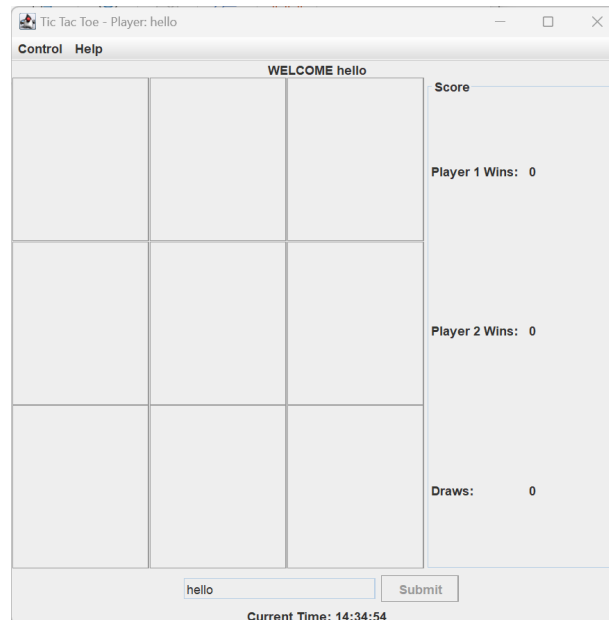 Tic Tac Toe - Player: hello
Control Help
WELCOME hello
Score
Player 1 Wins: 0
Player 2 Wins: 0
Draws: 0
hello Submit
Current Time: 14:34:54